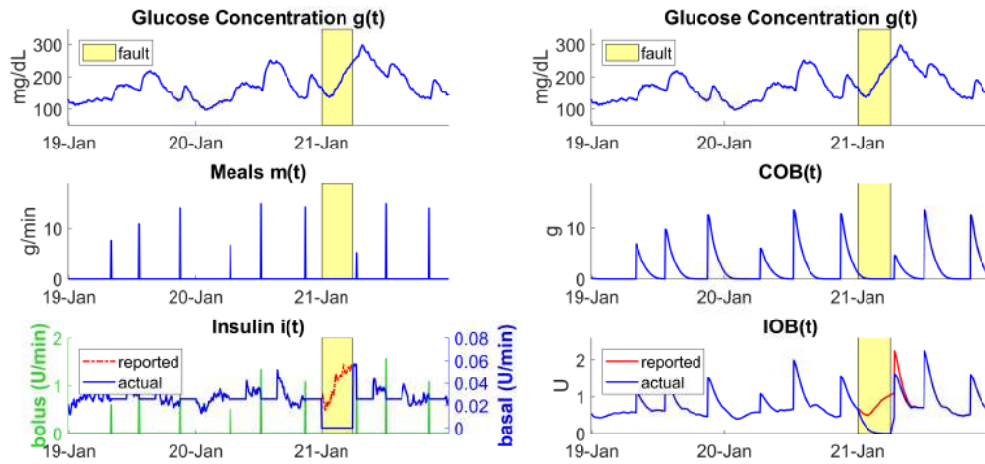 Glucose Concentration g(t)
mg/dL
300
200
100
fault
19-Jan 20-Jan 21-Jan
Glucose Concentration g(t)
mg/dL
300
200
100
fault
19-Jan 20-Jan 21-Jan
Meals m(t)
g/min
10
0
19-Jan 20-Jan 21-Jan
COB(t)
g
10
0
19-Jan 20-Jan 21-Jan
Insulin i(t)
bolus (U/min)
2
1
0
reported
actual
0.08
0.06
0.04
0.02
0
basal (U/min)
19-Jan 20-Jan 21-Jan
IOB(t)
U
2
1
0
reported
actual
19-Jan 20-Jan 21-Jan